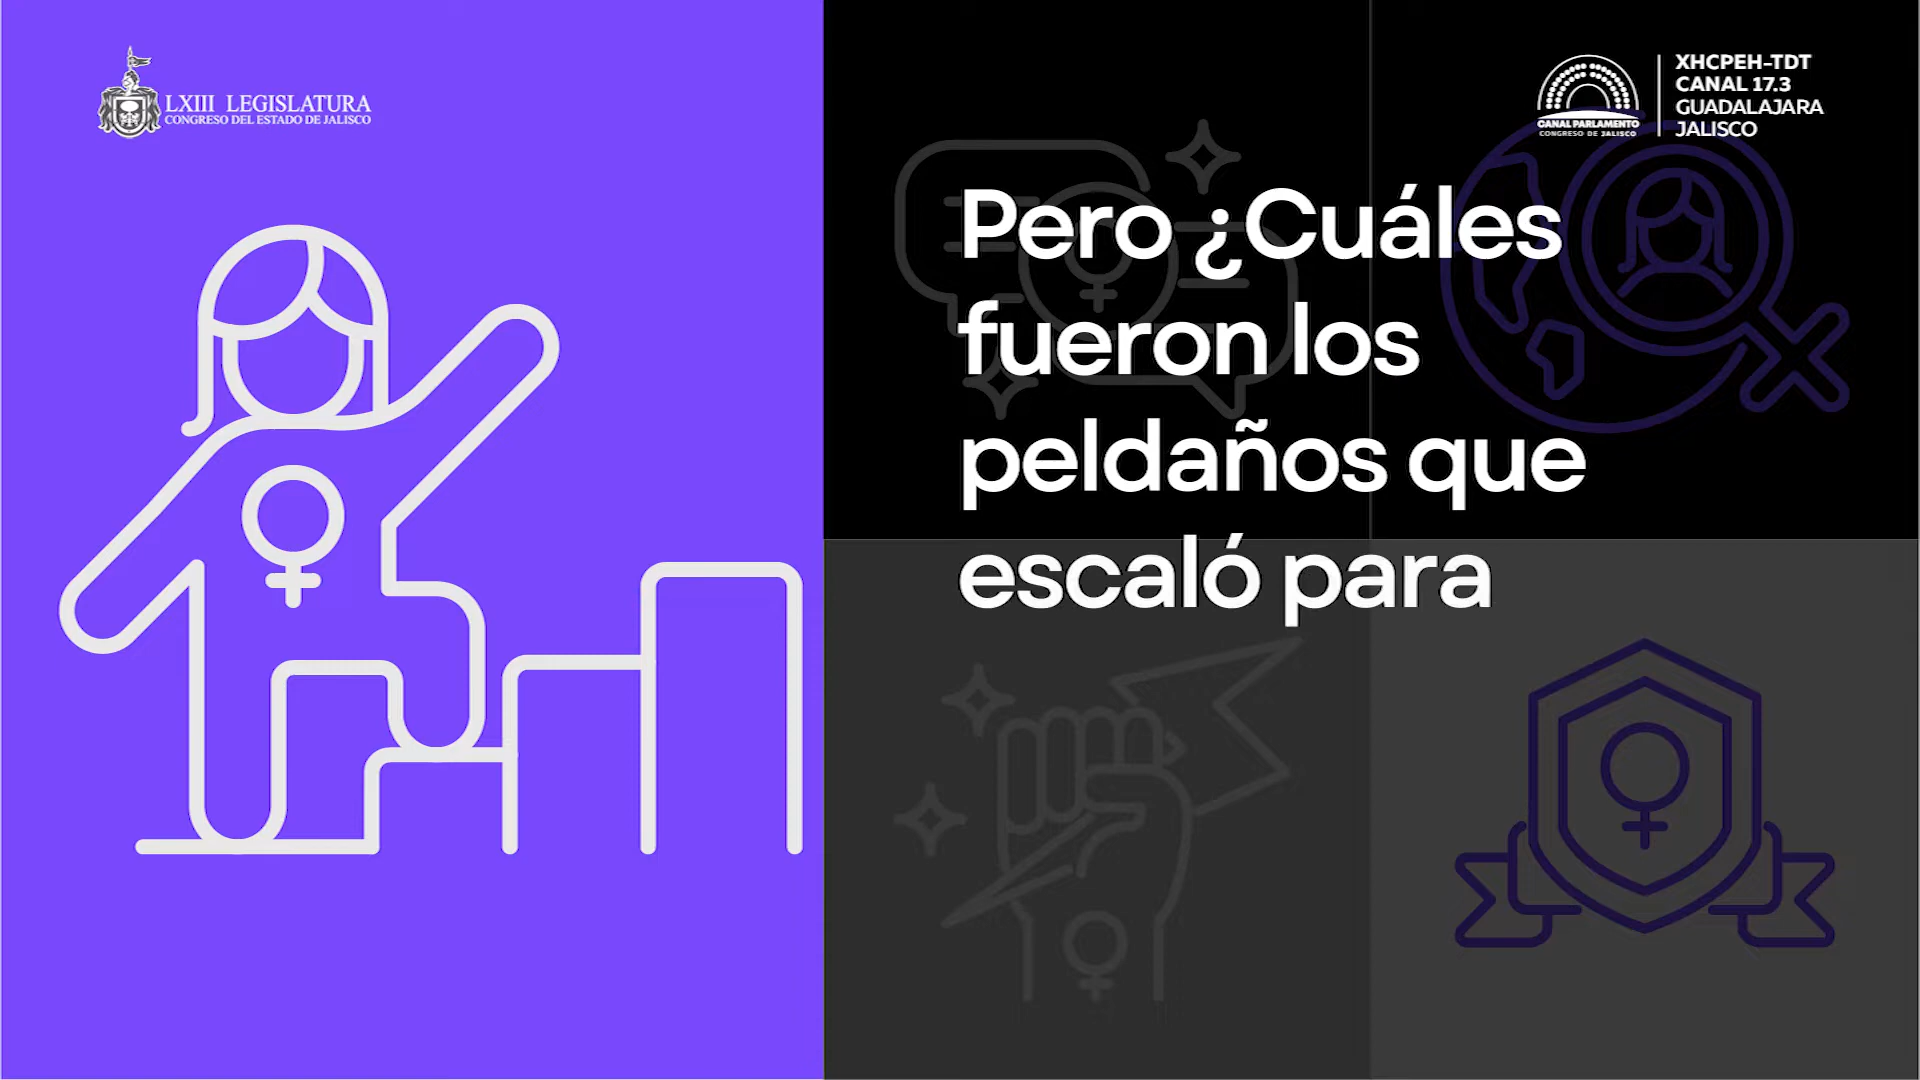 LXIII LEGISLATURA
CONGRESO DEL ESTADO DE JALISCO
CANAL PARLAMENTO
CONGRESO DE JALISCO
XHCPEH-TDT
CANAL 17.3
GUADALAJARA
JALISCO
Pero ¿Cuáles
fueron los
peldaños que
escaló para